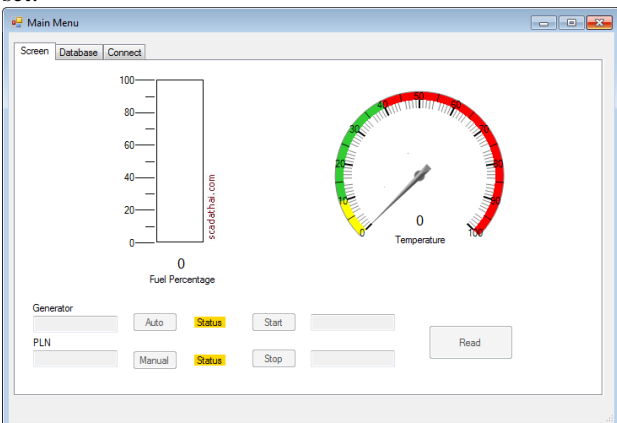 Main Menu
Screen Database Connect
100
80
60
40
20
0
scadathai.com
0
Fuel Percentage
0
10
20
30
40
50
60
70
80
90
100
0
Temperature
Generator
Auto Status Start
PLN
Manual Status Stop
Read